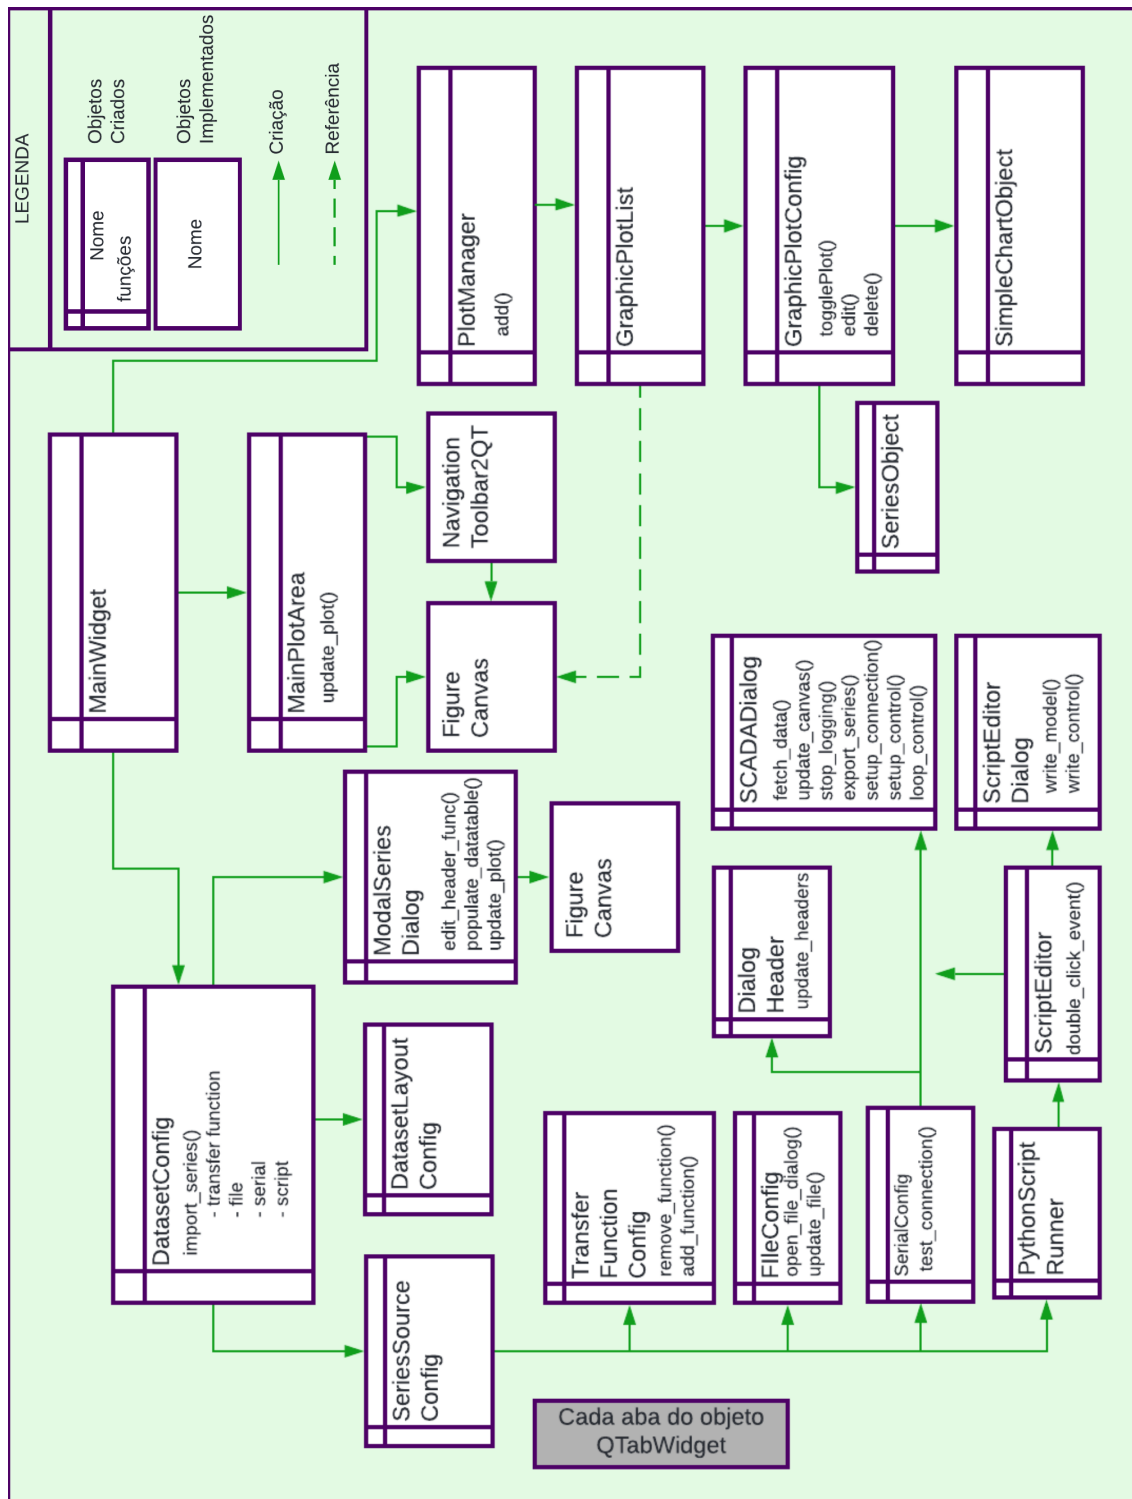 LEGENDA
Nome
funções
Objetos
Criados
Nome
Objetos
Implementados
Criação
Referência
MainWidget
MainPlotArea
update_plot()
Navigation
Toolbar2QT
Figure
Canvas
PlotManager
add()
GraphicPlotList
GraphicPlotConfig
togglePlot()
edit()
delete()
SimpleChartObject
SeriesObject
DatasetConfig
import_series()
- transfer function
- file
- serial
- script
ModalSeries
Dialog
edit_header_func()
populate_datatable()
update_plot()
Figure
Canvas
DatasetLayout
Config
SeriesSource
Config
Transfer
Function
Config
remove_function()
add_function()
FIleConfig
open_file_dialog()
update_file()
SerialConfig
test_connection()
PythonScript
Runner
Dialog
Header
update_headers
SCADADialog
fetch_data()
update_canvas()
stop_logging()
export_series()
setup_connection()
setup_control()
loop_control()
ScriptEditor
double_click_event()
ScriptEditor
Dialog
write_model()
write_control()
Cada aba do objeto
QTabWidget